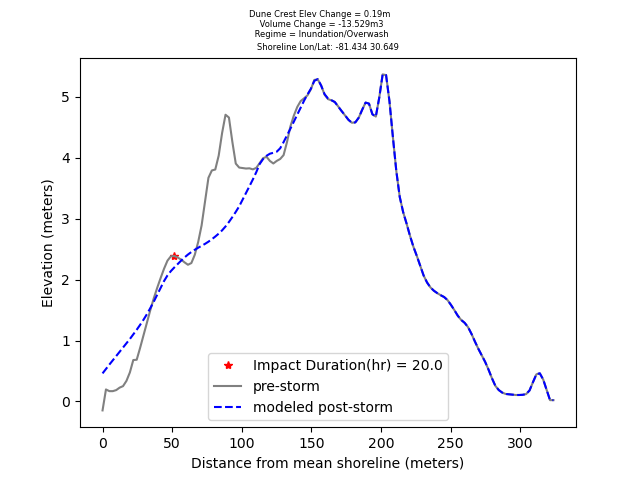 Dune Crest Elev Change = 0.19m
Volume Change = -13.529m3
Regime = Inundation/Overwash
Shoreline Lon/Lat: -81.434 30.649
5
4
3
2
1
0
Elevation (meters)
Impact Duration(hr) = 20.0
pre-storm
modeled post-storm
0 50 100 150 200 250 300
Distance from mean shoreline (meters)